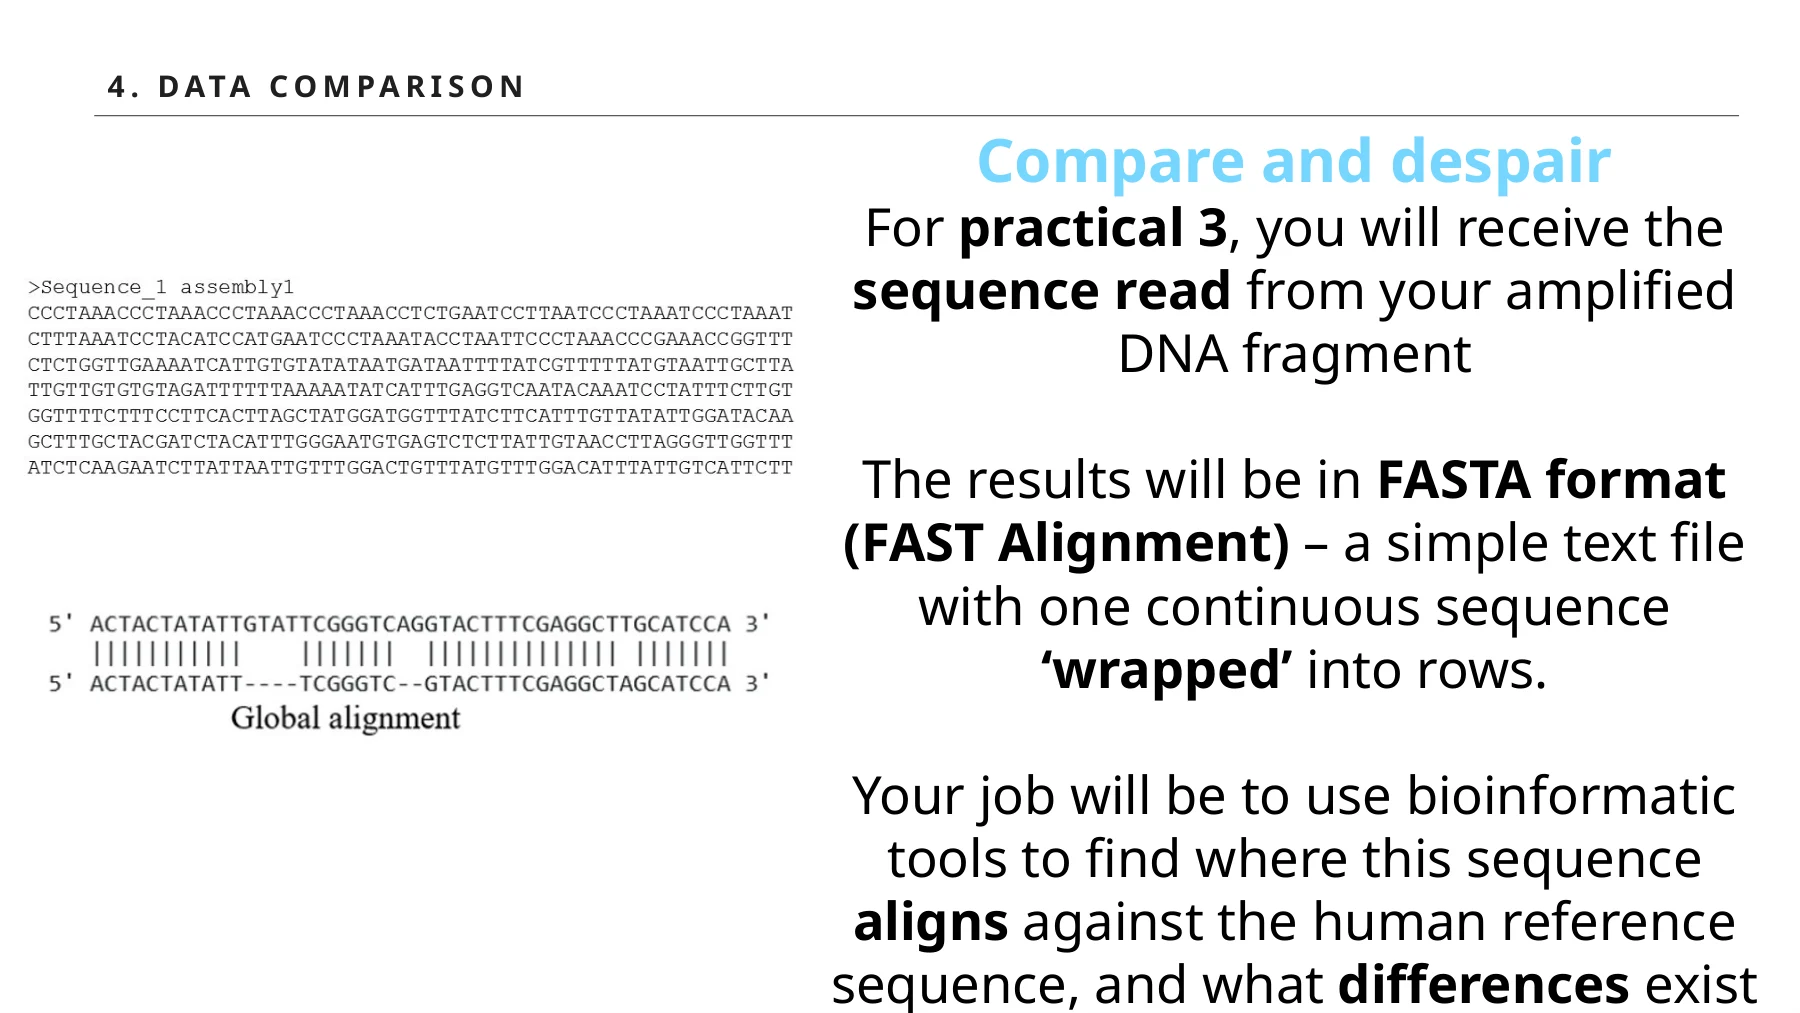 4. DATA COMPARISON
Compare and despair
For practical 3, you will receive the
sequence read from your amplified
DNA fragment
The results will be in FASTA format
(FAST Alignment) – a simple text file
with one continuous sequence
‘wrapped’ into rows.
Your job will be to use bioinformatic
tools to find where this sequence
aligns against the human reference
sequence, and what differences exist
>Sequence_1 assembly1
CCCTAAACCCTAAACCCTAAACCCTAAACCTCTGAATCCTTAATCCCTAAATCCCTAAAT
CTTTAAATCCTACATCCATGAATCCCTAAATACCTAATTCCCTAAACCCGAAACCGGTTT
CTCTGGTTGAAAATCATTGTGTATATAATGATAATTTTATCGTTTTTATGTAATTGCTTA
TTGTTGTGTGTAGATTTTTTAAAAATATCATTTGAGGTCAATACAAATCCTATTTCTTGT
GGTTTTCTTTCCTTCACTTAGCTATGGATGGTTTATCTTCATTTGTTATATTGGATACAA
GCTTTGCTACGATCTACATTTGGGAATGTGAGTCTCTTATTGTAACCTTAGGGTTGGTTT
ATCTCAAGAATCTTATTAATTGTTTGGACTGTTTATGTTTGGACATTTATTGTCATTCTT
5' ACTACTATATTGTATTCGGGTCAGGTACTTTCGAGGCTTGCATCCA 3'
||||||||||| ||||||| |||||||||||||| |||||||
5' ACTACTATATT----TCGGGTC--GTACTTTCGAGGCTAGCATCCA 3'
Global alignment